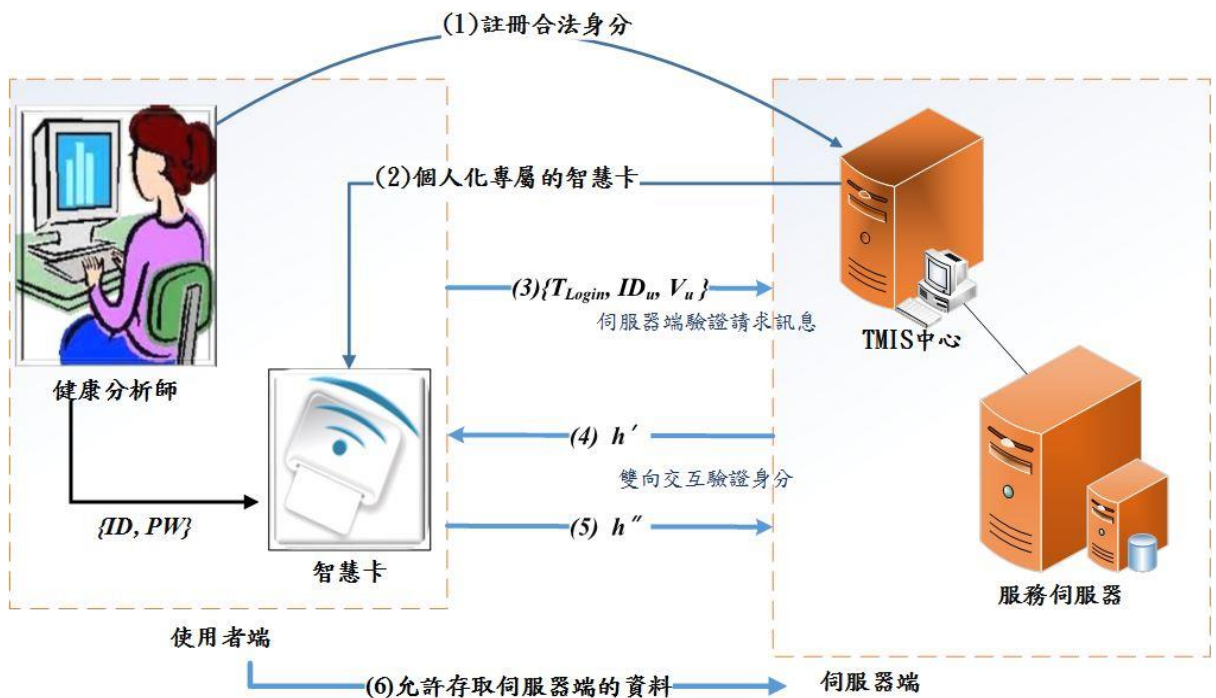 (1)註冊合法身分
(2)個人化專屬的智慧卡
(3){T_Login, ID_u, V_u }
伺服器端驗證請求訊息
TMIS中心
健康分析師
(4) h′
雙向交互驗證身分
{ID, PW}
(5) h″
智慧卡
服務伺服器
使用者端
伺服器端
(6)允許存取伺服器端的資料